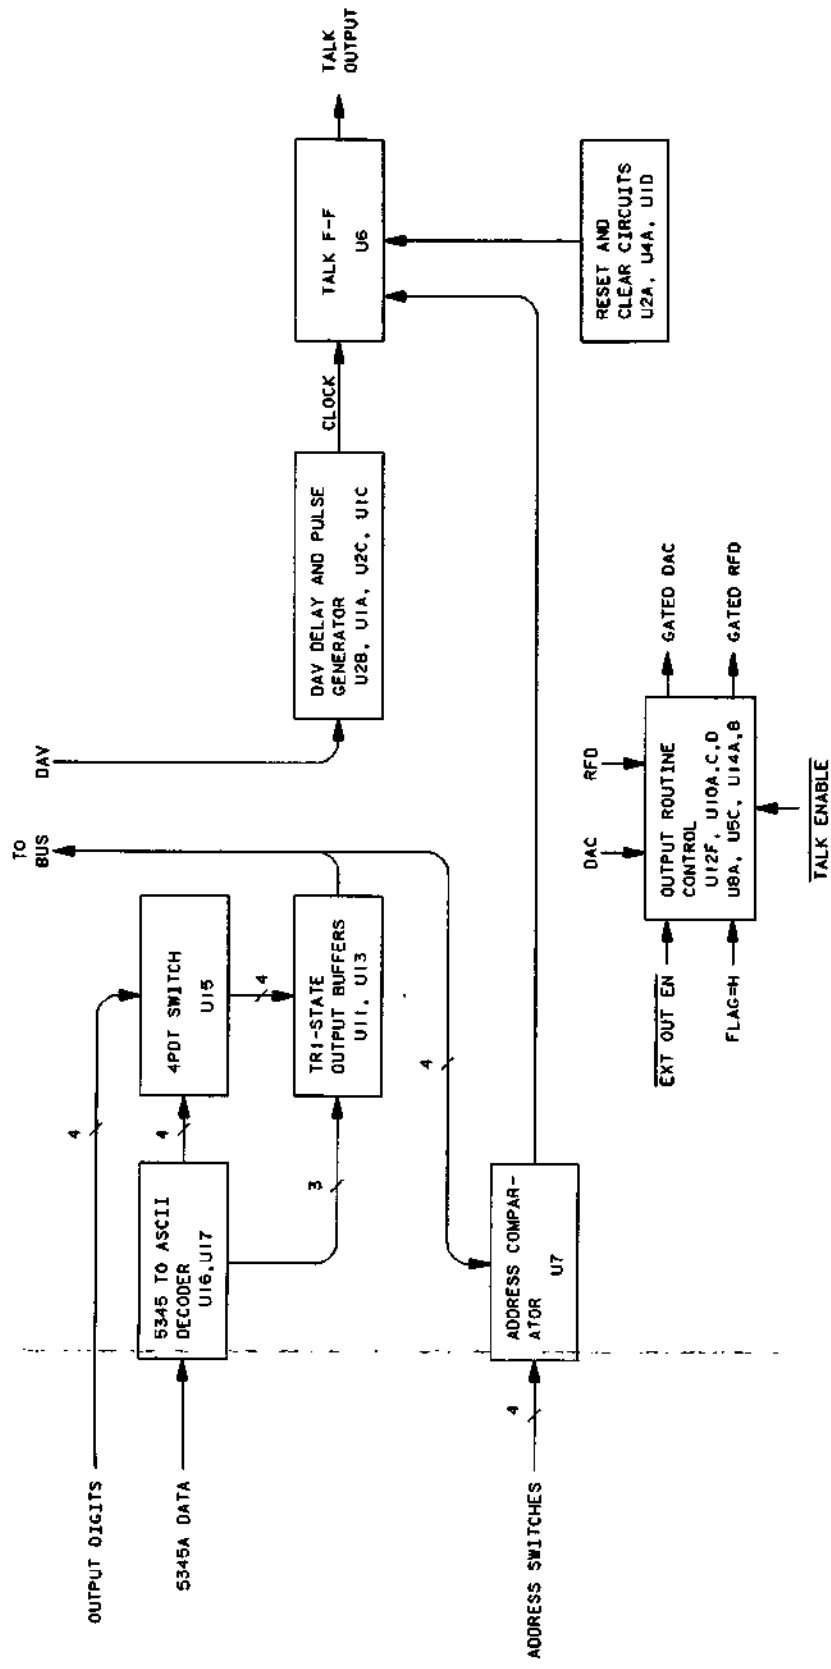 OUTPUT DIGITS
4
5345A DATA
5345 TO ASCII
DECODER
U16,U17
4
4PDT SWITCH
U15
3
4
TRI-STATE
OUTPUT BUFFERS
U11, U13
TO
BUS
DAV
DAV DELAY AND PULSE
GENERATOR
U2B, U1A, U2C, U1C
CLOCK
TALK F-F
U6
TALK
OUTPUT
4
ADDRESS SWITCHES
4
ADDRESS COMPAR-
ATOR
U7
RESET AND
CLEAR CIRCUITS
U2A, U4A, U1D
DAC
RFD
EXT OUT EN
FLAG=H
OUTPUT ROUTINE
CONTROL
U12F, U10A,C,D
U8A, U5C, U14A,B
GATED DAC
GATED RFD
TALK ENABLE